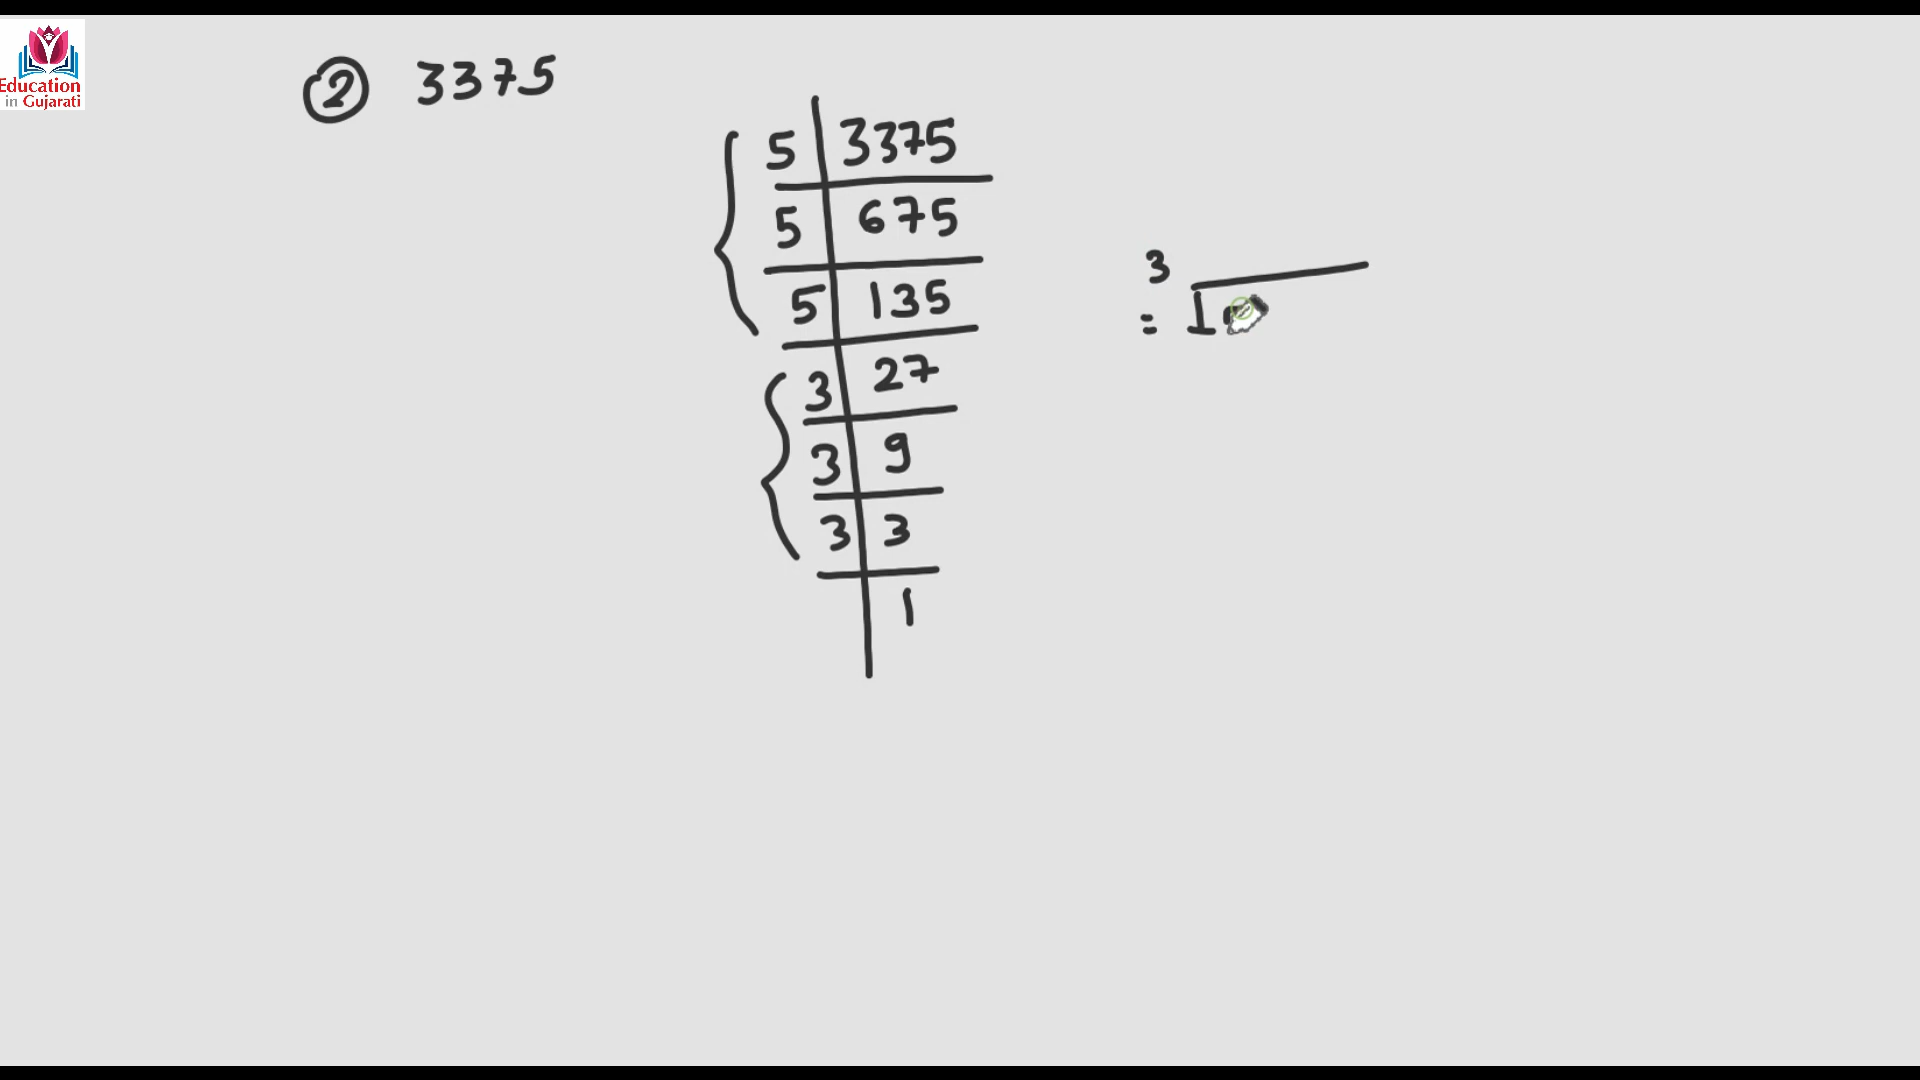 Education
in Gujarati
② 3375
5 | 3375
5 | 675
5 | 135
3 | 27
3 | 9
3 | 3
1
3
=